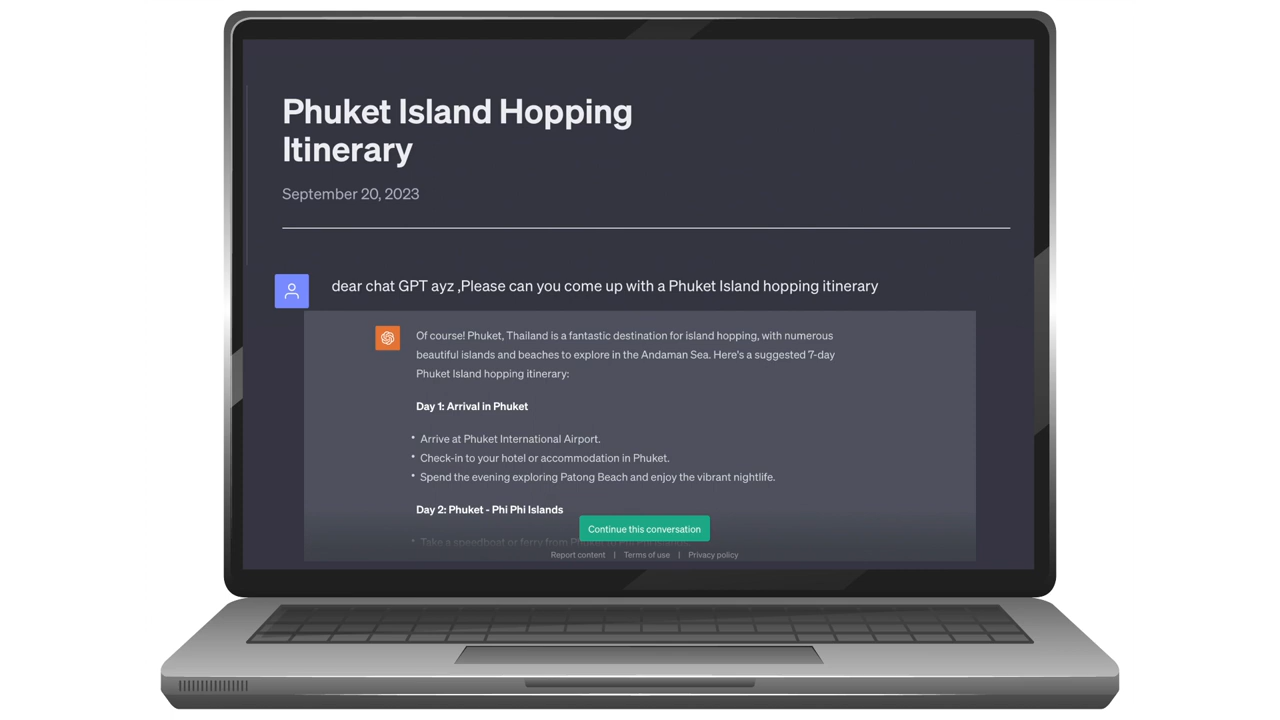 Phuket Island Hopping
Itinerary
September 20, 2023
dear chat GPT ayz ,Please can you come up with a Phuket Island hopping itinerary
Of course! Phuket, Thailand is a fantastic destination for island hopping, with numerous
beautiful islands and beaches to explore in the Andaman Sea. Here's a suggested 7-day
Phuket Island hopping itinerary:
Day 1: Arrival in Phuket
• Arrive at Phuket International Airport.
• Check-in to your hotel or accommodation in Phuket.
• Spend the evening exploring Patong Beach and enjoy the vibrant nightlife.
Day 2: Phuket - Phi Phi Islands
Continue this conversation
• Take a speedboat or ferry from
Report content | Terms of use | Privacy policy